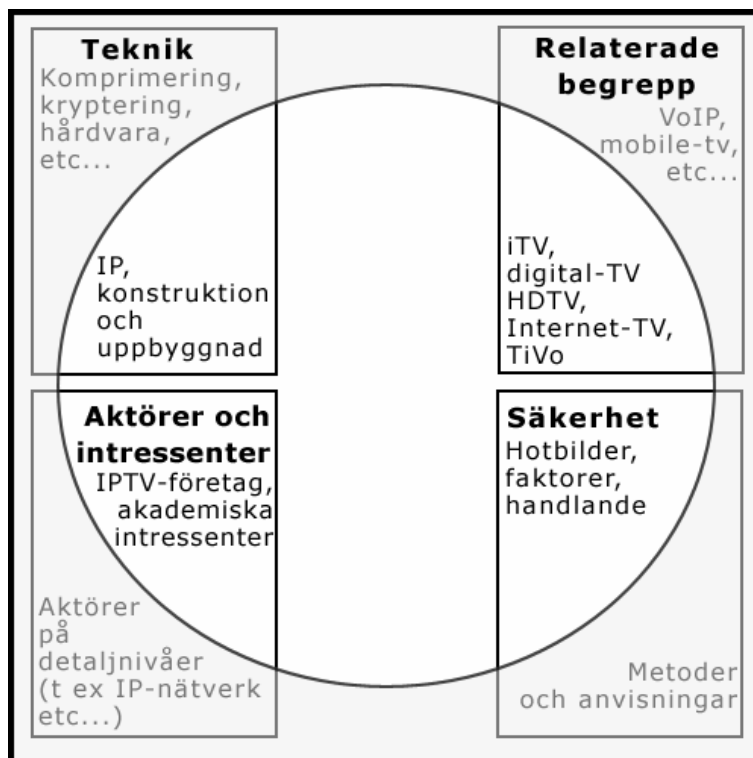 Teknik
Komprimering,
kryptering,
hårdvara,
etc...
IP,
konstruktion
och
uppbyggnad
Relaterade
begrepp
VoIP,
mobile-tv,
etc...
iTV,
digital-TV
HDTV,
Internet-TV,
TiVo
Aktörer och
intressenter
IPTV-företag,
akademiska
intressenter
Aktörer
på
detaljnivåer
(t ex IP-nätverk
etc...)
Säkerhet
Hotbilder,
faktorer,
handlande
Metoder
och anvisningar